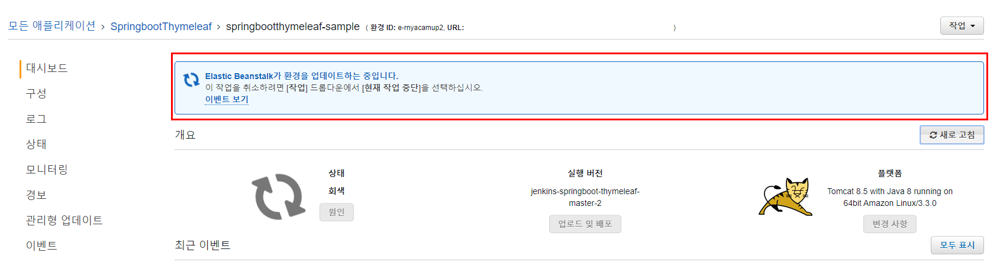 모든 애플리케이션 › SpringbootThymeleaf › springbootthymeleaf-sample ( 환경 ID: e-rnyacamup2, URL: )
작업
대시보드
구성
로그
상태
모니터링
경보
관리형 업데이트
이벤트
Elastic Beanstalk가 환경을 업데이트하는 중입니다.
이 작업을 취소하려면 [작업] 드롭다운에서 [현재 작업 중단]을 선택하십시오.
이벤트 보기
개요
새로 고침
상태
회색
원인
실행 버전
jenkins-springboot-thymeleaf-
master-2
업로드 및 배포
플랫폼
Tomcat 8.5 with Java 8 running on
64bit Amazon Linux/3.3.0
변경 사항
최근 이벤트
모두 표시